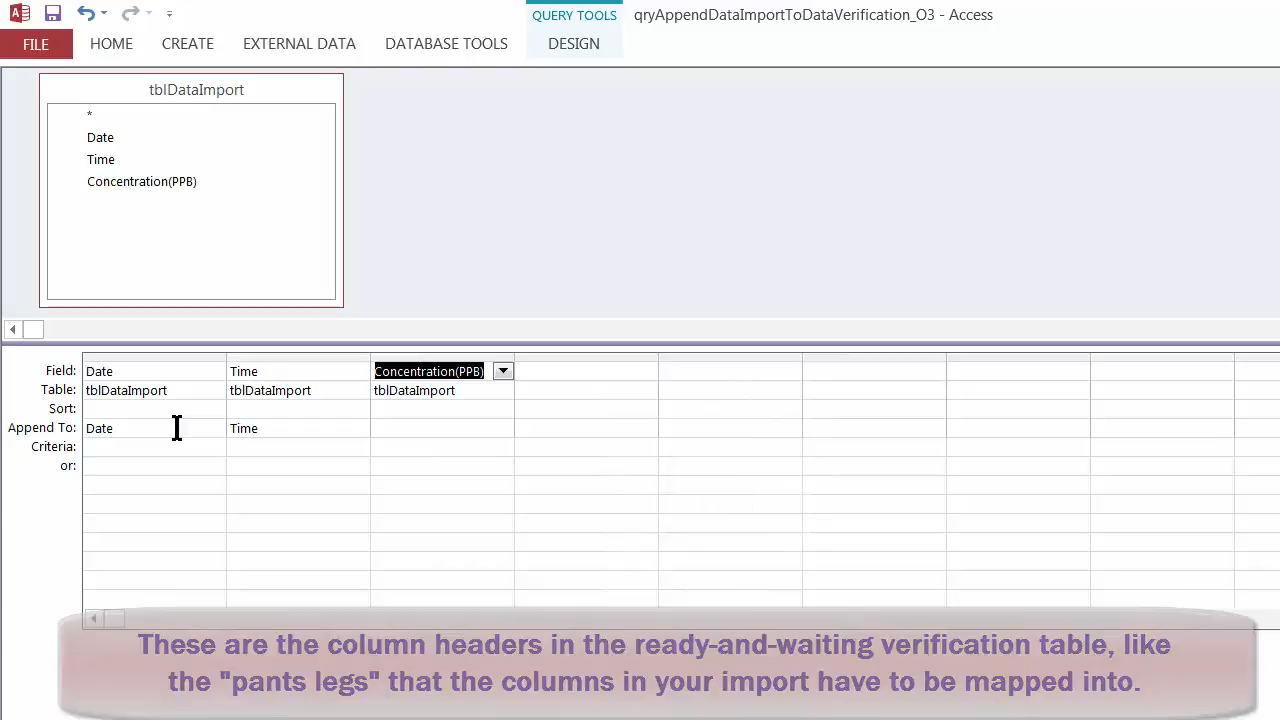 QUERY TOOLS qryAppendDataImportToDataVerification_O3 - Access
FILE HOME CREATE EXTERNAL DATA DATABASE TOOLS DESIGN
tblDataImport
*
Date
Time
Concentration(PPB)
Field: Date Time Concentration(PPB)
Table: tblDataImport tblDataImport tblDataImport
Sort:
Append To: Date Time
Criteria:
or:
These are the column headers in the ready-and-waiting verification table, like
the "pants legs" that the columns in your import have to be mapped into.